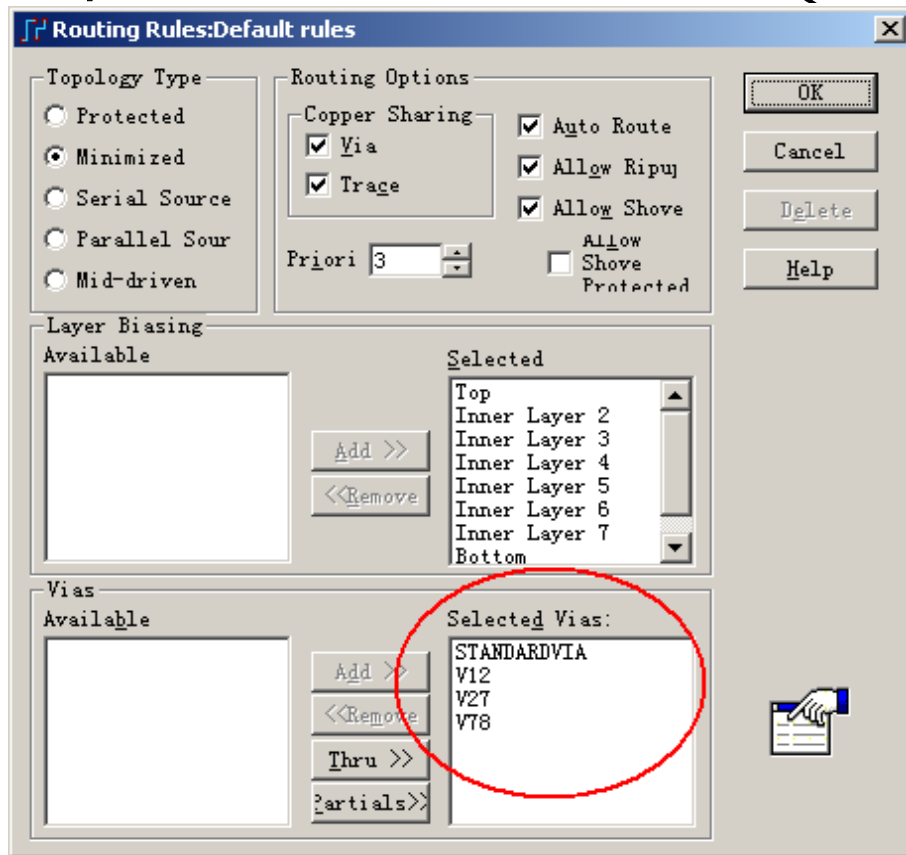 Routing Rules:Default rules
Topology Type
Protected
Minimized
Serial Source
Parallel Sour
Mid-driven
Routing Options
Copper Sharing
Via
Trace
Auto Route
Allow Ripuj
Allow Shove
Priori 3
Allow
Shove
Protected
OK
Cancel
Delete
Help
Layer Biasing
Available
Selected
Top
Inner Layer 2
Inner Layer 3
Inner Layer 4
Inner Layer 5
Inner Layer 6
Inner Layer 7
Bottom
Add >>
<<Remove
Vias
Available
Selected Vias:
STANDARDVIA
V12
V27
V78
Add >>
<<Remove
Thru >>
Partials>>